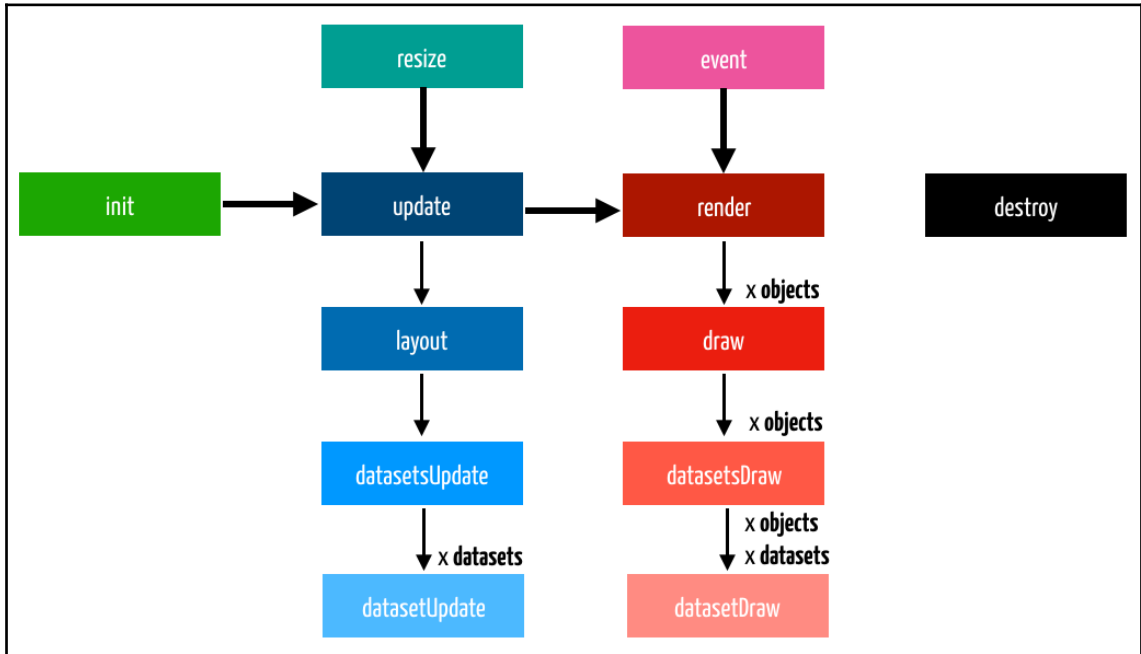 resize
event
init
update
render
destroy
x objects
layout
draw
x objects
datasetsUpdate
datasetsDraw
x objects
x datasets
x datasets
datasetUpdate
datasetDraw